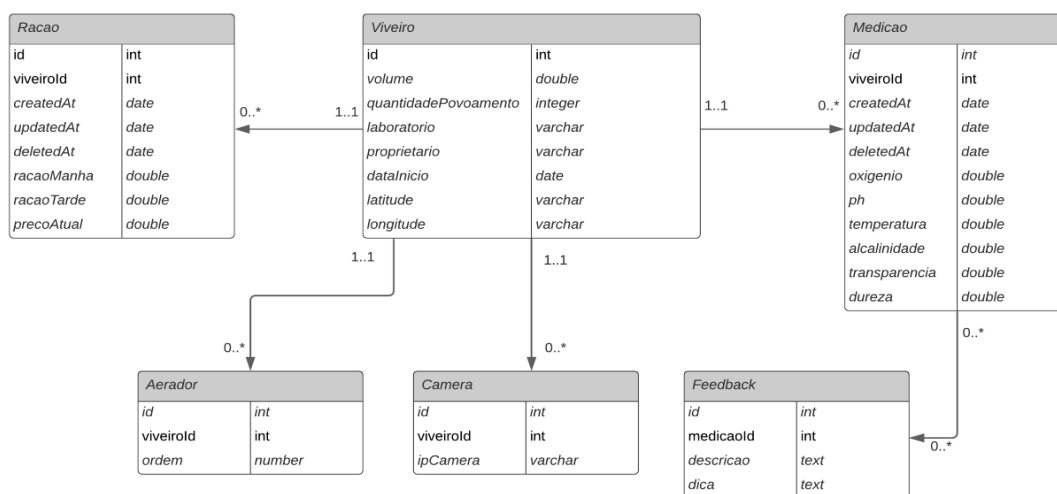 Racao
id int
viveiroId int
createdAt date
updatedAt date
deletedAt date
racaoManha double
racaoTarde double
precoAtual double
0..*
1..1
Viveiro
id int
volume double
quantidadePovoamento integer
laboratorio varchar
proprietario varchar
dataInicio date
latitude varchar
longitude varchar
1..1
0..*
Medicao
id int
viveiroId int
createdAt date
updatedAt date
deletedAt date
oxigenio double
ph double
temperatura double
alcalinidade double
transparencia double
dureza double
1..1
1..1
0..*
0..*
0..*
0..*
Aerador
id int
viveiroId int
ordem number
Camera
id int
viveiroId int
ipCamera varchar
Feedback
id int
medicaoId int
descricao text
dica text